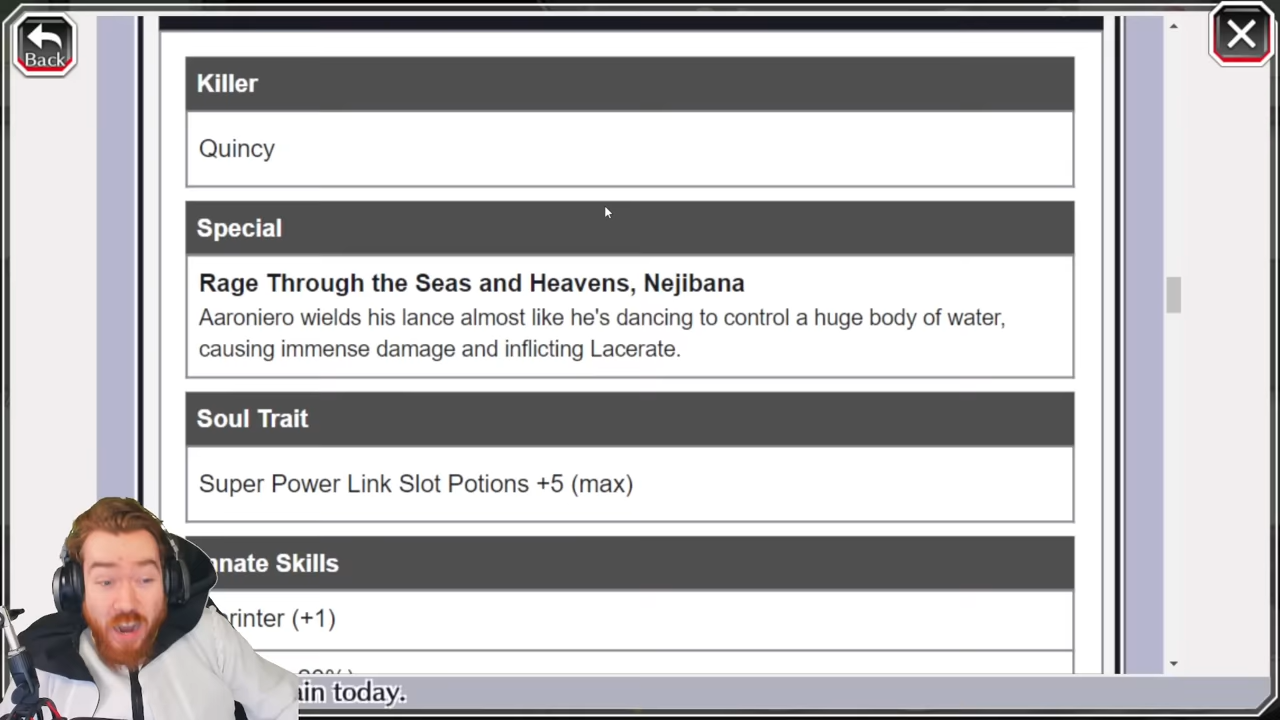 Back
Killer
Quincy
Special
Rage Through the Seas and Heavens, Nejibana
Aaroniero wields his lance almost like he's dancing to control a huge body of water,
causing immense damage and inflicting Lacerate.
Soul Trait
Super Power Link Slot Potions +5 (max)
nnate Skills
rinter (+1)
ain today.